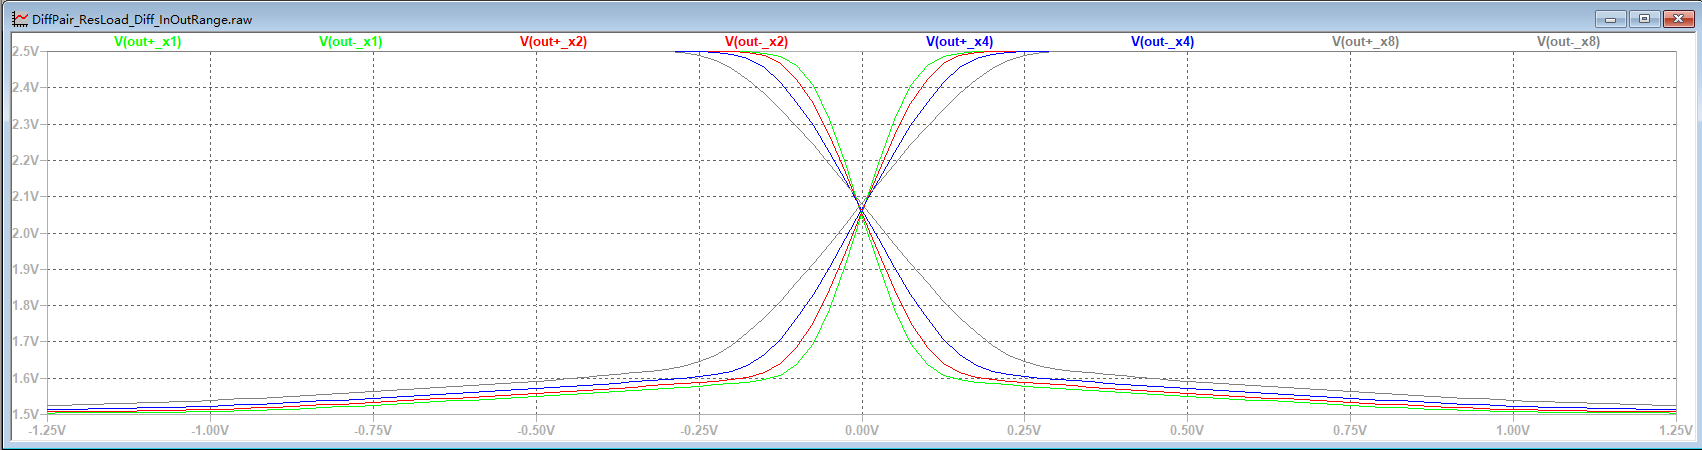 DiffPair_ResLoad_Diff_InOutRange.raw
V(out+_x1) V(out-_x1) V(out+_x2) V(out-_x2) V(out+_x4) V(out-_x4) V(out+_x8) V(out-_x8)
2.5V
2.4V
2.3V
2.2V
2.1V
2.0V
1.9V
1.8V
1.7V
1.6V
1.5V
-1.25V -1.00V -0.75V -0.50V -0.25V 0.00V 0.25V 0.50V 0.75V 1.00V 1.25V